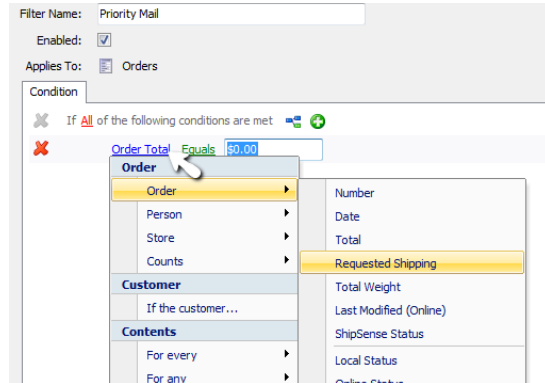 Filter Name: Priority Mail
Enabled:
Applies To: Orders
Condition
If All of the following conditions are met
Order Total Equals $0.00
Order
Order
Person
Store
Counts
Customer
If the customer...
Contents
For every
For any
Number
Date
Total
Requested Shipping
Total Weight
Last Modified (Online)
ShipSense Status
Local Status
Online Status